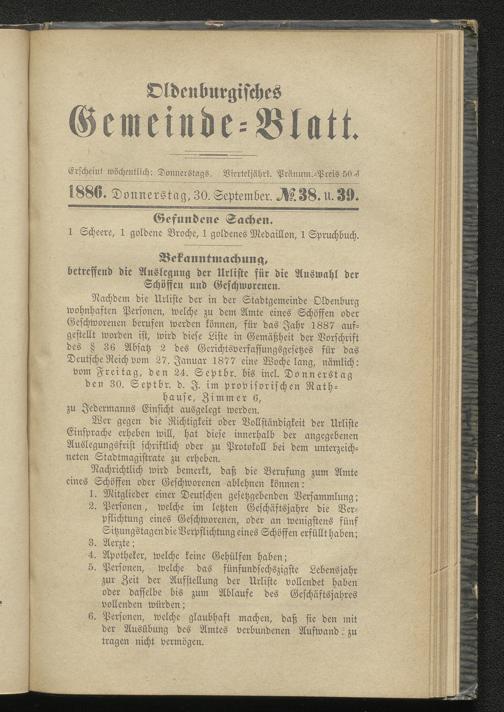 Oldenburgisches
Gemeinde=Blatt.
Erscheint wöchentlich: Donnerstags. Vierteljährl. Pränum.=Preis 50 ₰
1886. Donnerstag, 30. September. №. 38. u. 39.
Gefundene Sachen.
1 Scheere, 1 goldene Broche, 1 goldenes Medaillon, 1 Spruchbuch.
Bekanntmachung,
betreffend die Auslegung der Urliste für die Auswahl der
Schöffen und Geschworenen.
Nachdem die Urliste der in der Stadtgemeinde Oldenburg
wohnhaften Personen, welche zu dem Amte eines Schöffen oder
Geschworenen berufen werden können, für das Jahr 1887 auf=
gestellt worden ist, wird diese Liste in Gemäßheit der Vorschrift
des § 36 Absatz 2 des Gerichtsverfassungsgesetzes für das
Deutsche Reich vom 27. Januar 1877 eine Woche lang, nämlich:
vom Freitag, den 24. Septbr. bis incl. Donnerstag
den 30. Septbr. d. J. im provisorischen Rath=
hause, Zimmer 6,
zu Jedermanns Einsicht ausgelegt werden.
Wer gegen die Richtigkeit oder Vollständigkeit der Urliste
Einsprache erheben will, hat diese innerhalb der angegebenen
Auslegungsfrist schriftlich oder zu Protokoll bei dem unterzeich=
neten Stadtmagistrate zu erheben.
Nachrichtlich wird bemerkt, daß die Berufung zum Amte
eines Schöffen oder Geschworenen ablehnen können:
1. Mitglieder einer Deutschen gesetzgebenden Versammlung;
2. Personen, welche im letzten Geschäftsjahre die Ver=
pflichtung eines Geschworenen, oder an wenigstens fünf
Sitzungstagen die Verpflichtung eines Schöffen erfüllt haben;
3. Aerzte;
4. Apotheker, welche keine Gehülfen haben;
5. Personen, welche das fünfundsechszigste Lebensjahr
zur Zeit der Aufstellung der Urliste vollendet haben
oder dasselbe bis zum Ablaufe des Geschäftsjahres
vollenden würden;
6. Personen, welche glaubhaft machen, daß sie den mit
der Ausübung des Amtes verbundenen Aufwand zu
tragen nicht vermögen.